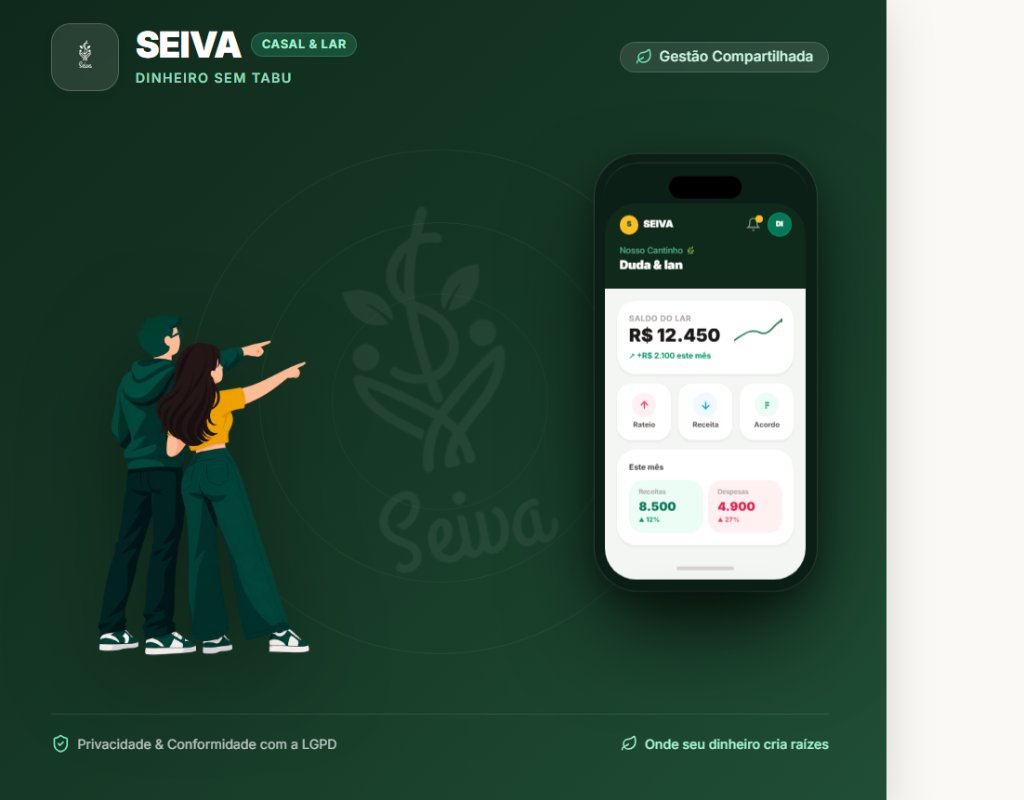 SEIVA
CASAL & LAR
DINHEIRO SEM TABU
Seiva
Gestão Compartilhada
S
SEIVA
DI
Nosso Cantinho
Duda & Ian
SALDO DO LAR
R$ 12.450
↗ +R$ 2.100 este mês
Rateio
Receita
Acordo
Este mês
Receitas
Despesas
8.500
4.900
▲ 12%
▲ 27%
Seiva
Privacidade & Conformidade com a LGPD
Onde seu dinheiro cria raízes